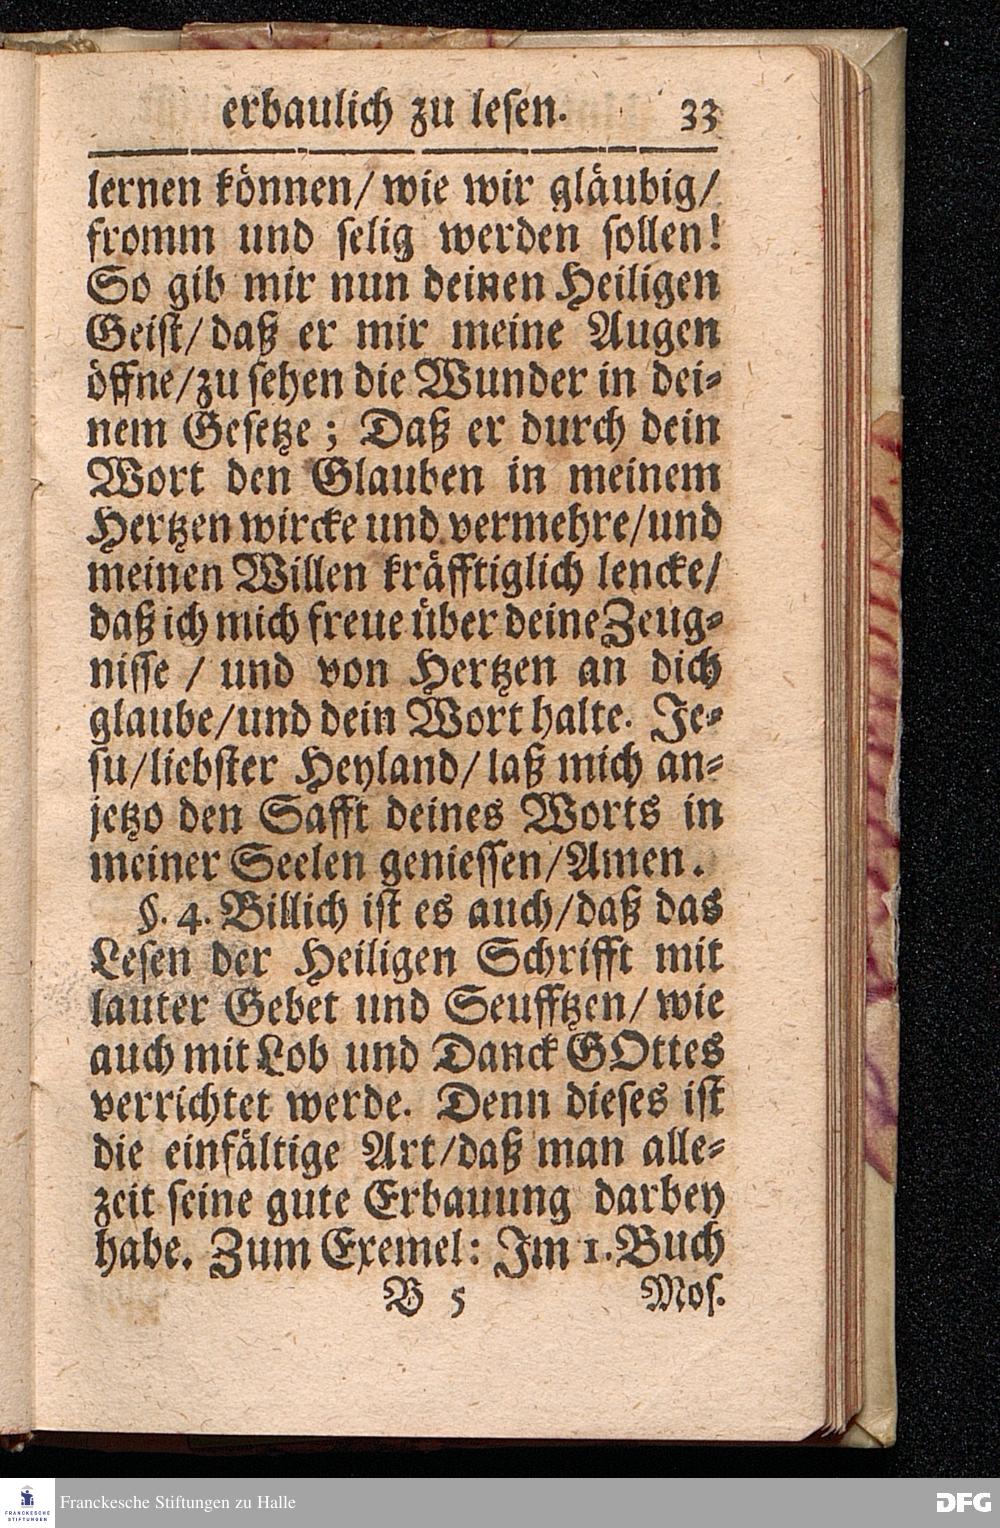 erbaulich zu lesen. 33
lernen können/ wie wir gläubig/
fromm und selig werden sollen!
So gib mir nun deinen Heiligen
Geist/ daß er mir meine Augen
öffne/ zu sehen die Wunder in dei-
nem Gesetze; Daß er durch dein
Wort den Glauben in meinem
Hertzen wircke und vermehre/ und
meinen Willen kräfftiglich lencke/
daß ich mich freue über deine Zeug-
nisse / und von Hertzen an dich
glaube/ und dein Wort halte. Je-
su/ liebster Heyland/ laß mich an-
jetzo den Safft deines Worts in
meiner Seelen geniessen/ Amen.
§. 4. Billich ist es auch/ daß das
Lesen der Heiligen Schrifft mit
lauter Gebet und Seufftzen/ wie
auch mit Lob und Danck GOttes
verrichtet werde. Denn dieses ist
die einfältige Art/ daß man alle-
zeit seine gute Erbauung darbey
habe. Zum Exemel: Im 1. Buch
B 5 Mos.
FRANCKESCHE STIFTUNGEN
Franckesche Stiftungen zu Halle
DFG